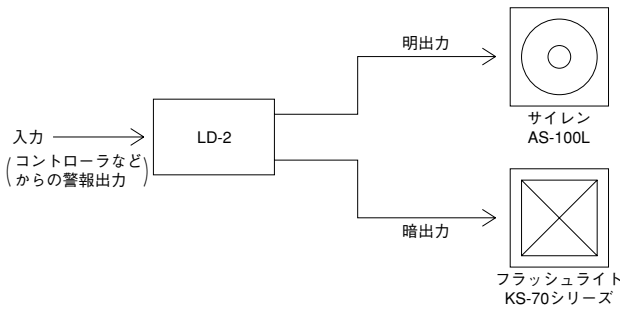 明出力
サイレン
AS-100L
LD-2
入力
(コントローラなど
からの警報出力)
暗出力
フラッシュライト
KS-70シリーズ